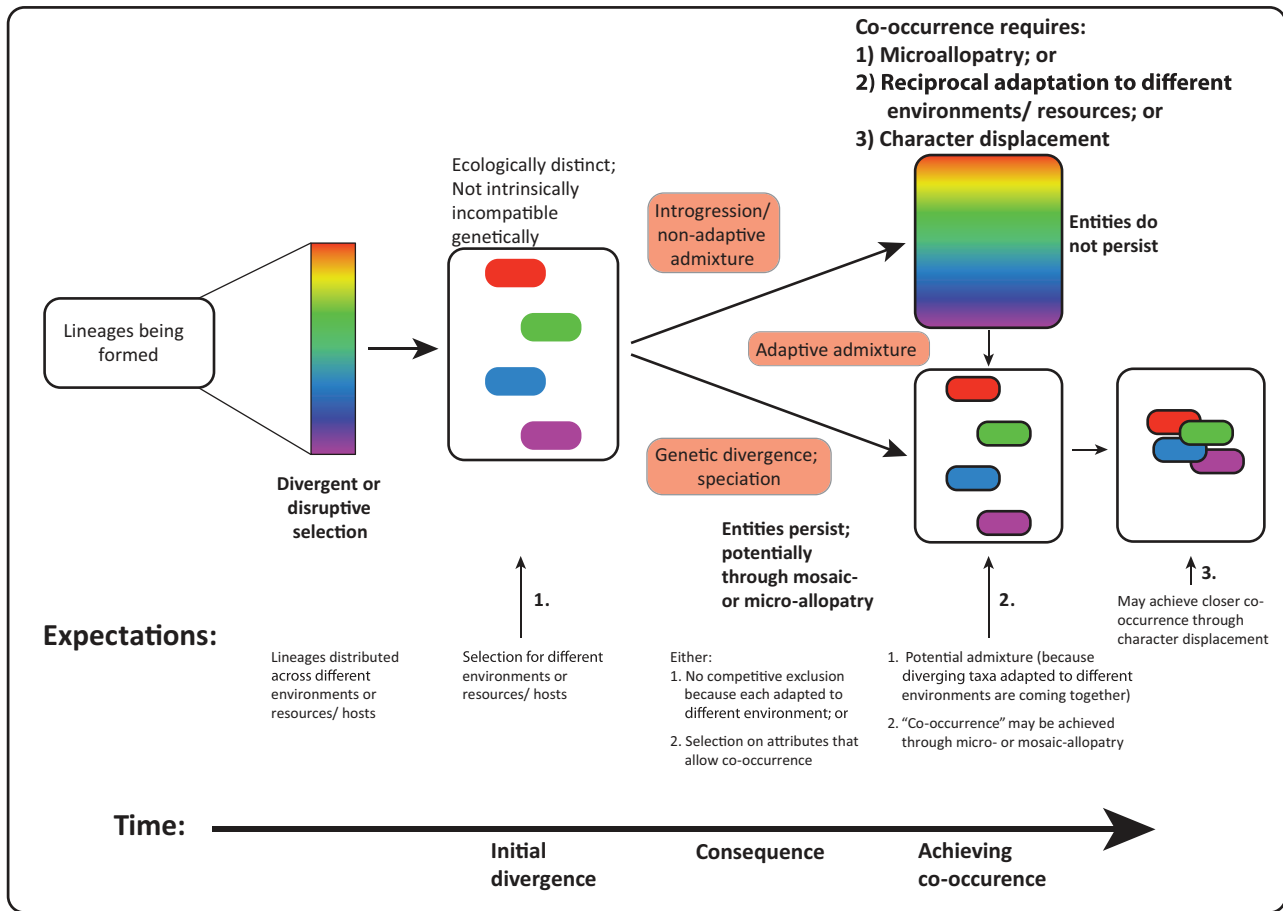 Co-occurrence requires:
1) Microallopatry; or
2) Reciprocal adaptation to different
environments/ resources; or
3) Character displacement
Ecologically distinct;
Not intrinsically
incompatible
genetically
Introgression/
non-adaptive
admixture
Entities do
not persist
Lineages being
formed
Adaptive admixture
Genetic divergence;
speciation
Divergent or
disruptive
selection
Entities persist;
potentially
through mosaic-
or micro-allopatry
1.
2.
3.
May achieve closer co-
occurrence through
character displacement
Expectations:
Lineages distributed
across different
environments or
resources/ hosts
Selection for different
environments or
resources/ hosts
Either:
1. No competitive exclusion
because each adapted to
different environment; or
2. Selection on attributes that
allow co-occurrence
1. Potential admixture (because
diverging taxa adapted to different
environments are coming together)
2. “Co-occurrence” may be achieved
through micro- or mosaic-allopatry
Time:
Initial
divergence
Consequence
Achieving
co-occurence